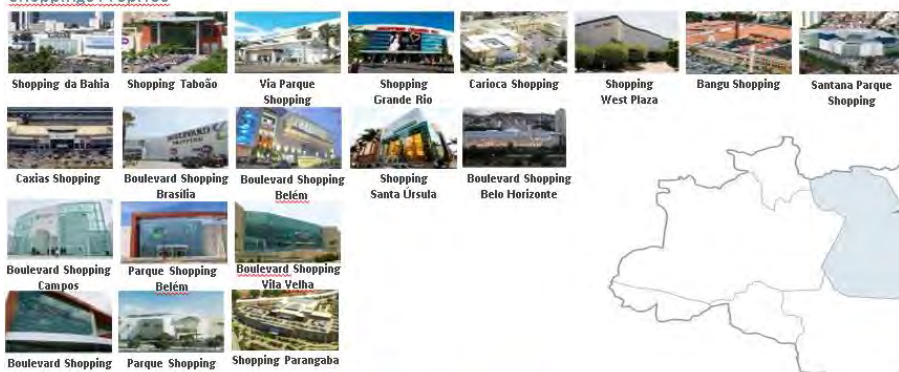 Shoppings Próprios
Shopping da Bahia
Shopping Taboão
Via Parque
Shopping
Shopping
Grande Rio
Carioca Shopping
Shopping
West Plaza
Bangu Shopping
Santana Parque
Shopping
Caxias Shopping
Boulevard Shopping
Brasília
Boulevard Shopping
Belém
Shopping
Santa Úrsula
Boulevard Shopping
Belo Horizonte
Boulevard Shopping
Campos
Parque Shopping
Belém
Boulevard Shopping
Vila Velha
Boulevard Shopping
Parque Shopping
Shopping Parangaba